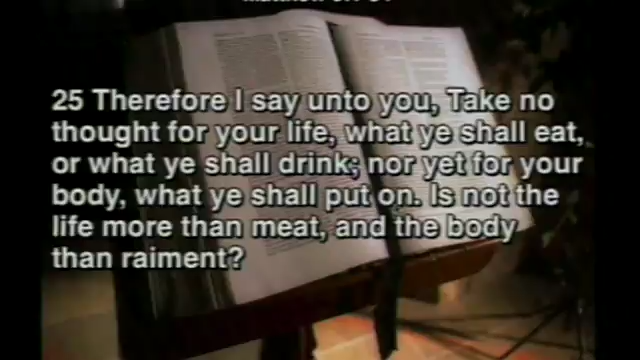 25 Therefore I say unto you, Take no
thought for your life, what ye shall eat,
or what ye shall drink; nor yet for your
body, what ye shall put on. Is not the
life more than meat, and the body
than raiment?